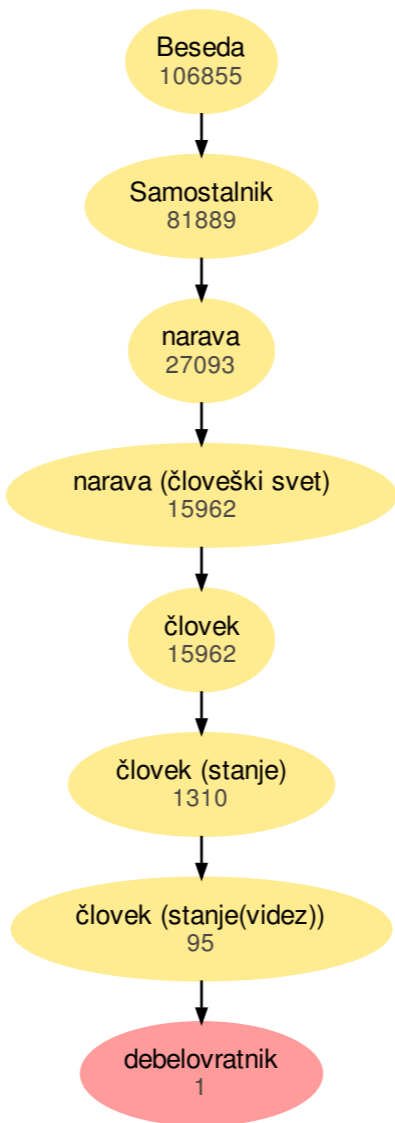 Beseda
106855
Samostalnik
81889
narava
27093
narava (človeški svet)
15962
človek
15962
človek (stanje)
1310
človek (stanje(videz))
95
debelovratnik
1